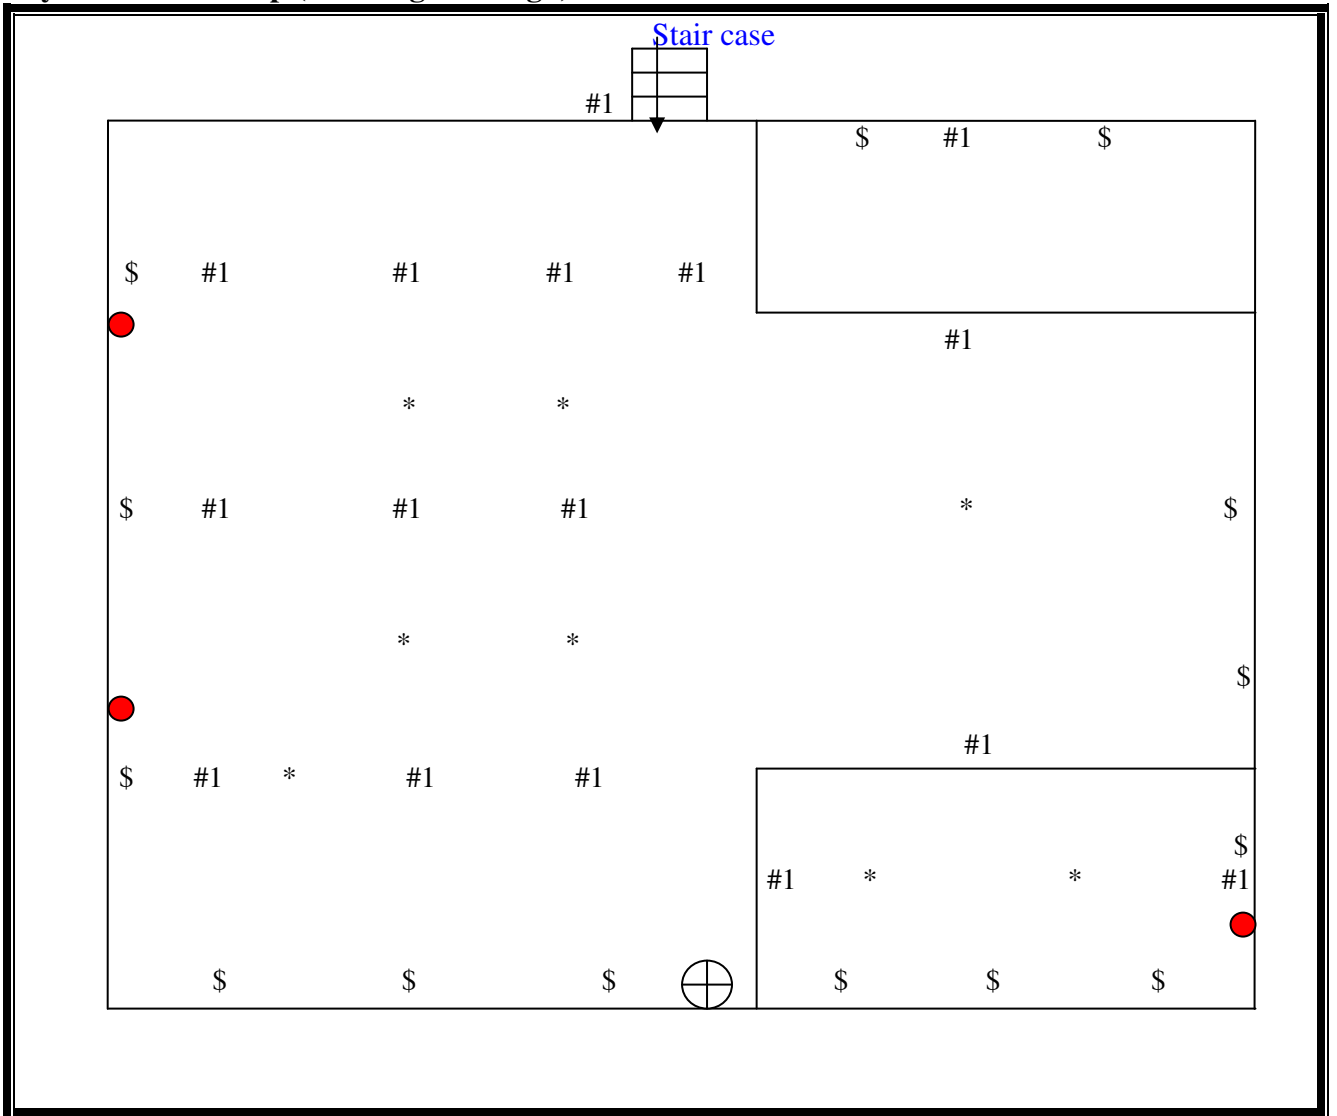 Stair case
#1
$ #1 $
$ #1 #1 #1 #1
#1
* *
$ #1 #1 #1 * $
* *
$
#1
$ #1 * #1 #1
$
#1 * * #1
$ $ $ $ $ $